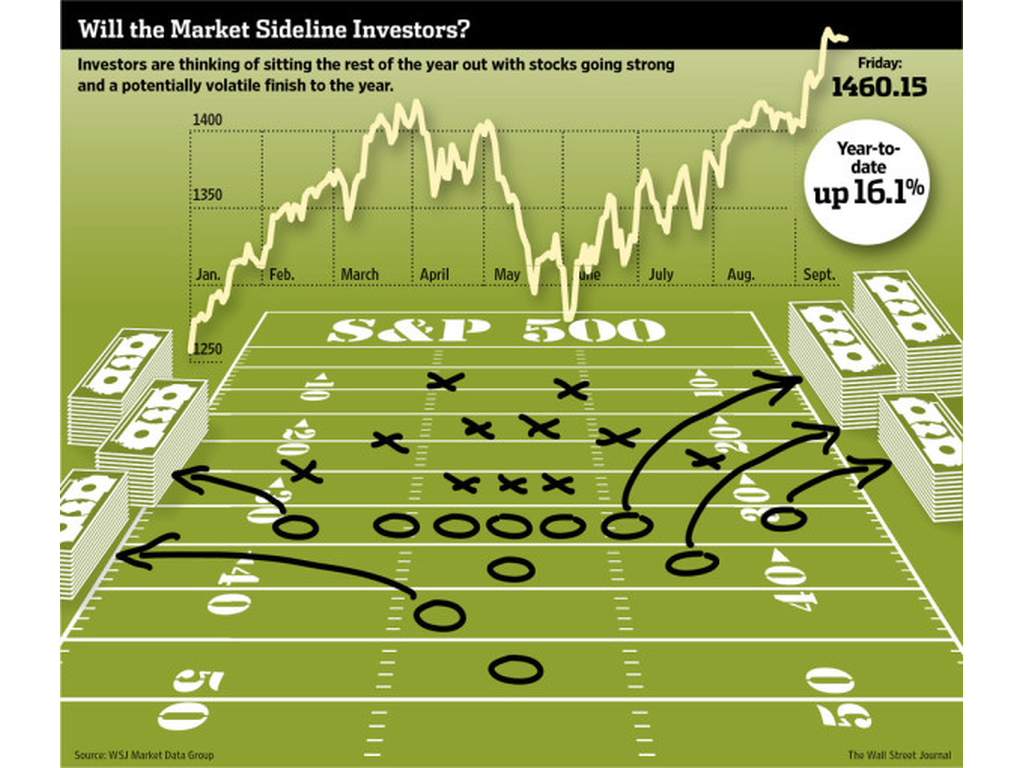 Will the Market Sideline Investors?
Investors are thinking of sitting the rest of the year out with stocks going strong
and a potentially volatile finish to the year.
Friday:
1460.15
1400
Year-to-
date
up 16.1%
1350
Jan. Feb. March April May June July Aug. Sept.
1250
S&P 500
10 10
20 20
30 30
40 40
50 50
Source: WSJ Market Data Group
The Wall Street Journal